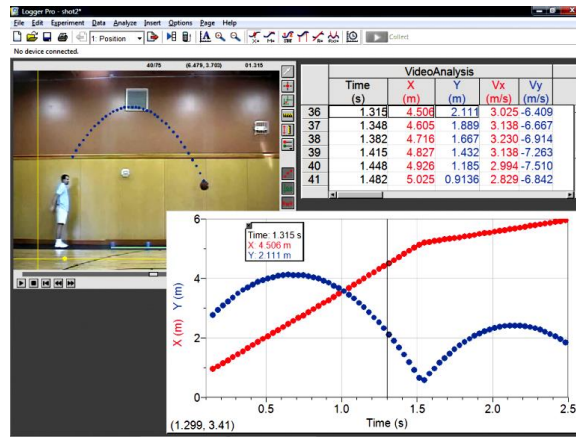 Logger Pro - shot2*
File Edit Experiment Data Analyze Insert Options Page Help
1: Position
Collect
No device connected.
40/75 (6.479, 3.703) 01.315
VideoAnalysis
Time X Y Vx Vy
(s) (m) (m) (m/s) (m/s)
36 1.315 4.506 2.111 3.025 -6.409
37 1.348 4.605 1.889 3.138 -6.667
38 1.382 4.716 1.667 3.230 -6.914
39 1.415 4.827 1.432 3.138 -7.263
40 1.448 4.926 1.185 2.994 -7.510
41 1.482 5.025 0.9136 2.829 -6.842
Time: 1.315 s
X: 4.506 m
Y: 2.111 m
X (m) Y (m)
6
4
2
0
0.5 1.0 1.5 2.0 2.5
Time (s)
(1.299, 3.41)